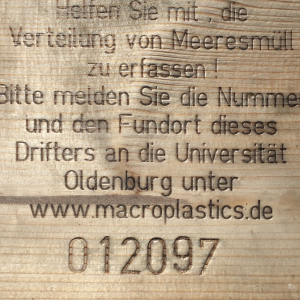 Helfen Sie mit, die
Verteilung von Meeresmüll
zu erfassen !
Bitte melden Sie die Nummer
und den Fundort dieses
Drifters an die Universität
Oldenburg unter
www.macroplastics.de
012097